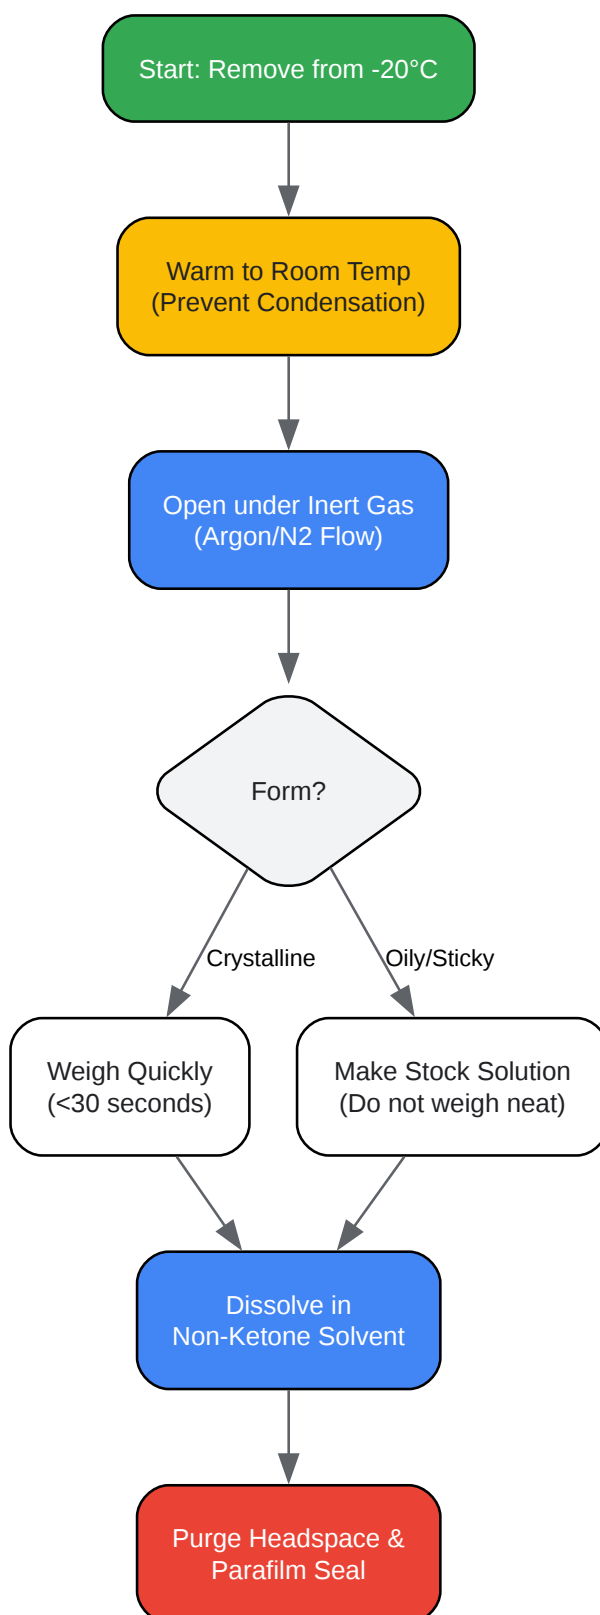 Start: Remove from -20°C
Warm to Room Temp
(Prevent Condensation)
Open under Inert Gas
(Argon/N2 Flow)
Form?
Crystalline
Oily/Sticky
Weigh Quickly
(<30 seconds)
Make Stock Solution
(Do not weigh neat)
Dissolve in
Non-Ketone Solvent
Purge Headspace &
Parafilm Seal